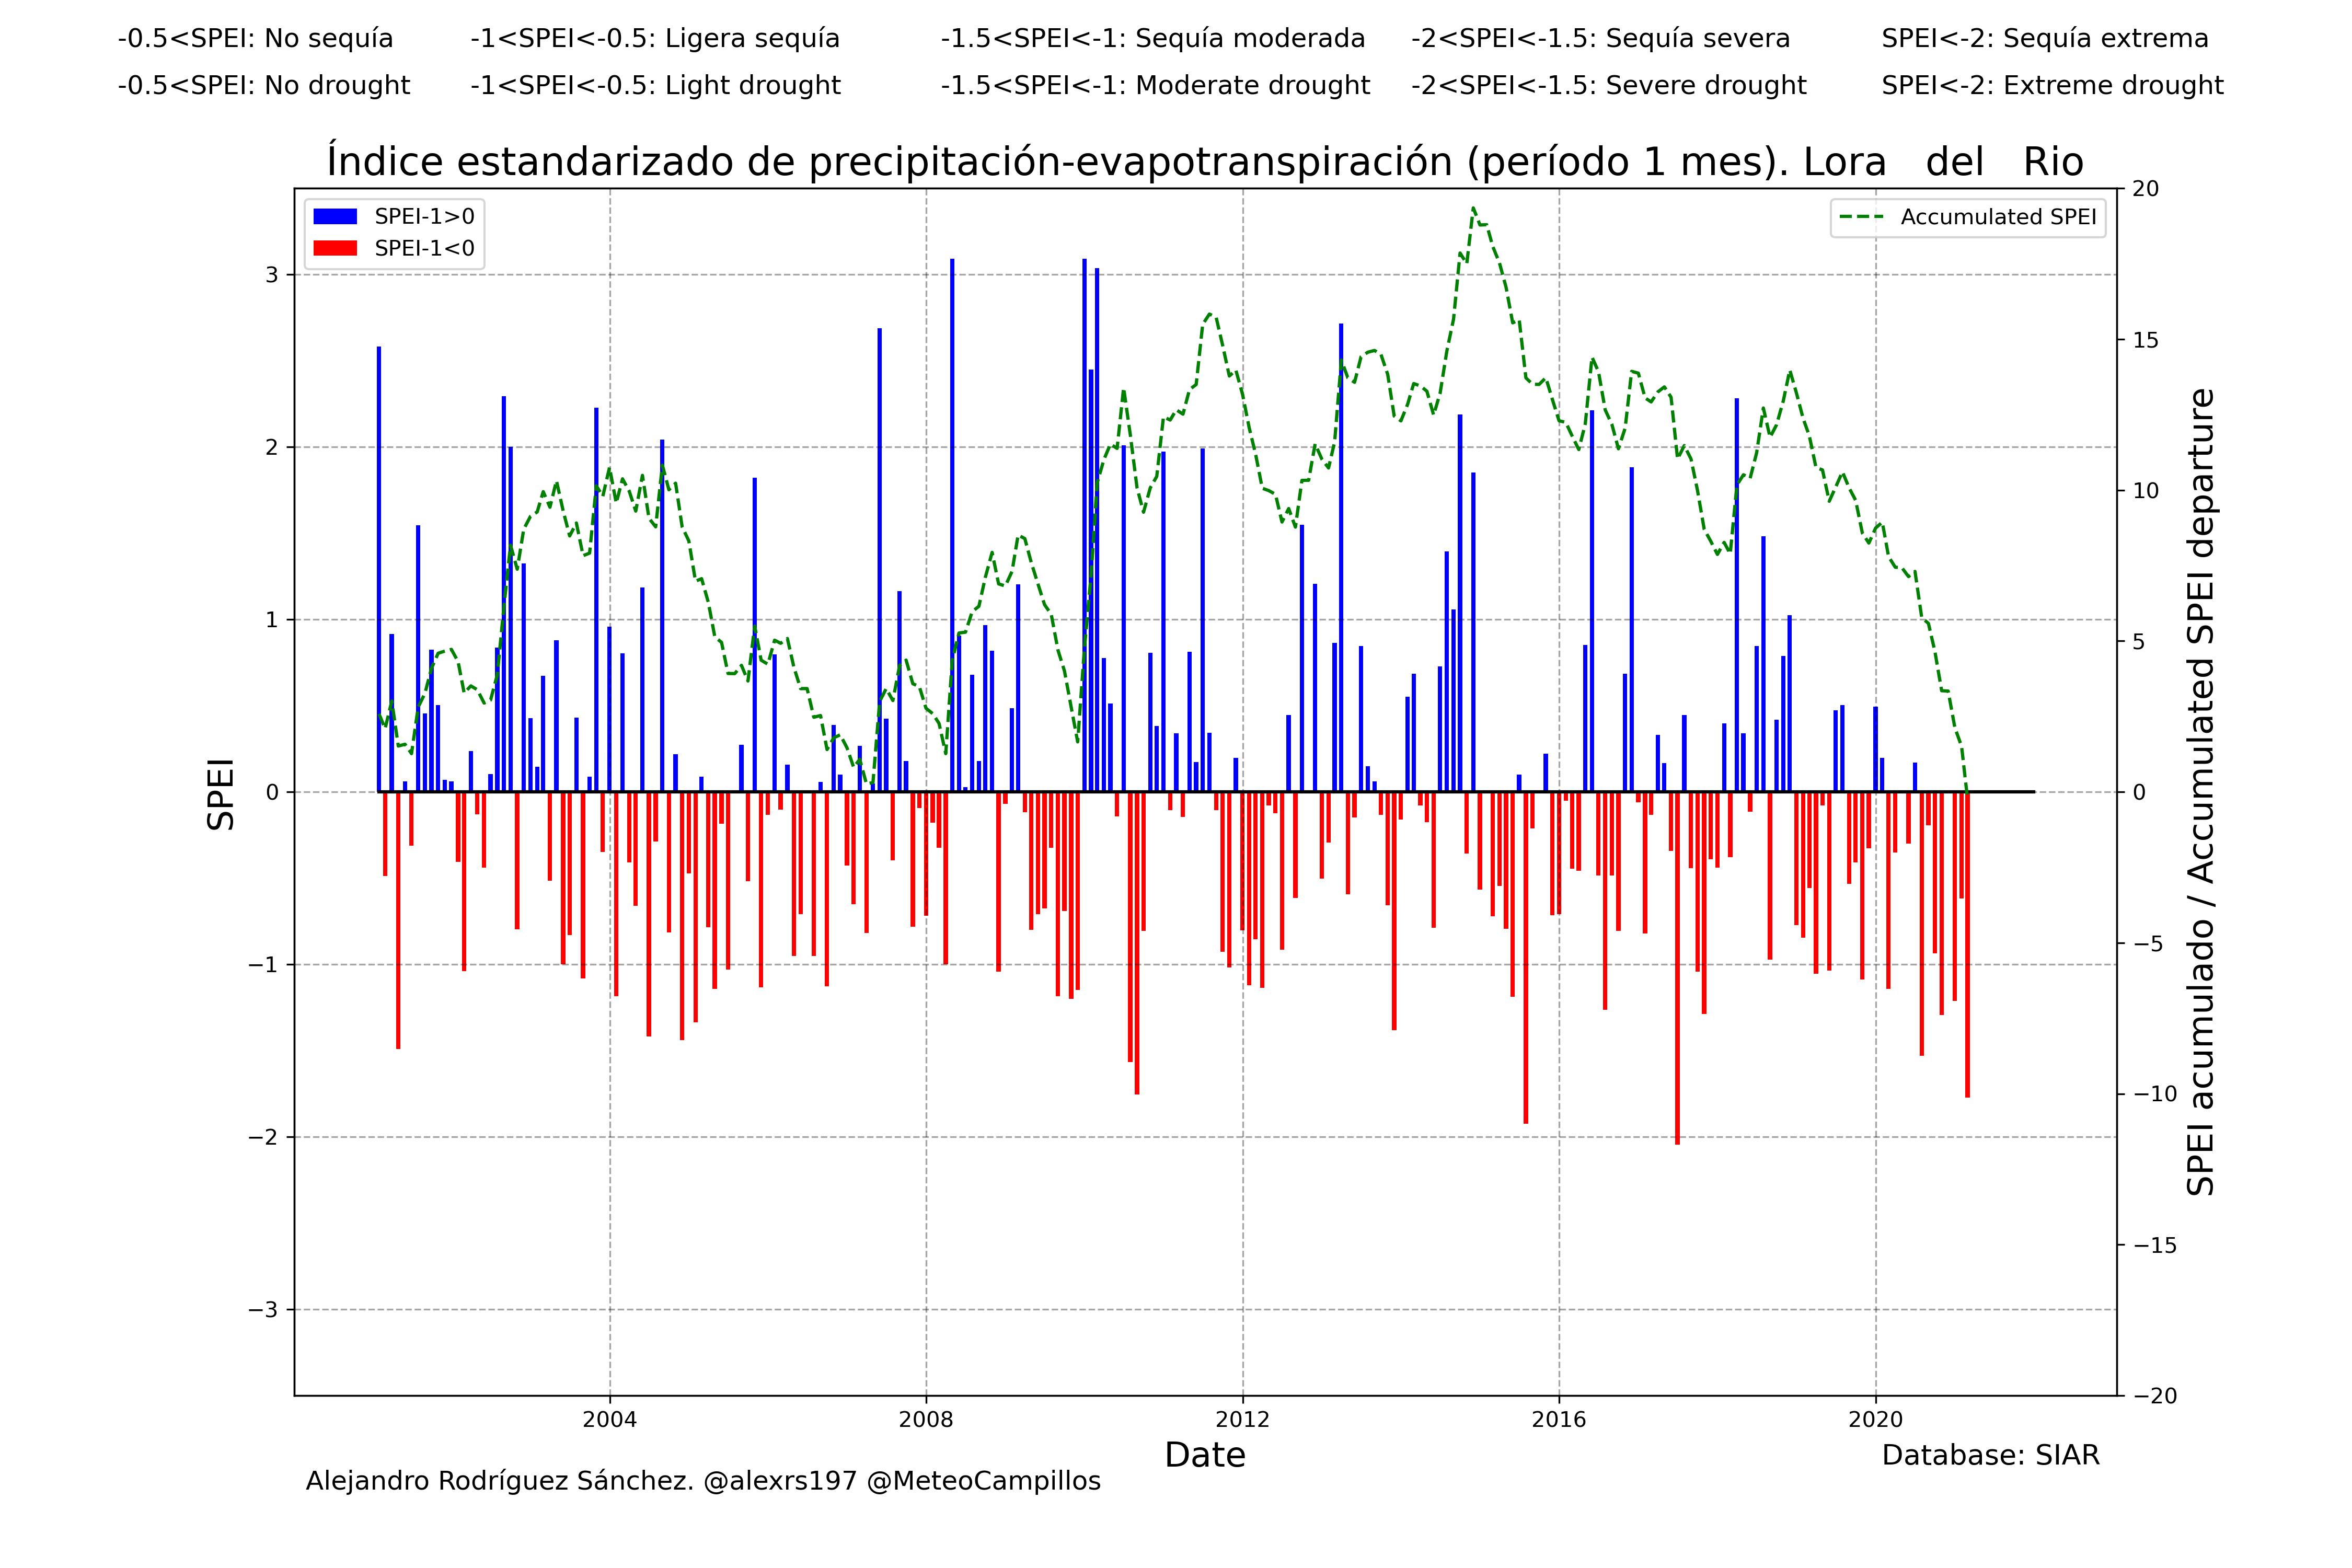 -0.5<SPEI: No sequía -1<SPEI<-0.5: Ligera sequía -1.5<SPEI<-1: Sequía moderada -2<SPEI<-1.5: Sequía severa SPEI<-2: Sequía extrema
-0.5<SPEI: No drought -1<SPEI<-0.5: Light drought -1.5<SPEI<-1: Moderate drought -2<SPEI<-1.5: Severe drought SPEI<-2: Extreme drought
Índice estandarizado de precipitación-evapotranspiración (período 1 mes). Lora del Rio
SPEI-1>0
SPEI-1<0
Accumulated SPEI
SPEI
3
2
1
0
−1
−2
−3
20
15
10
5
0
−5
−10
−15
−20
SPEI acumulado / Accumulated SPEI departure
2004 2008 2012 2016 2020
Date
Database: SIAR
Alejandro Rodríguez Sánchez. @alexrs197 @MeteoCampillos